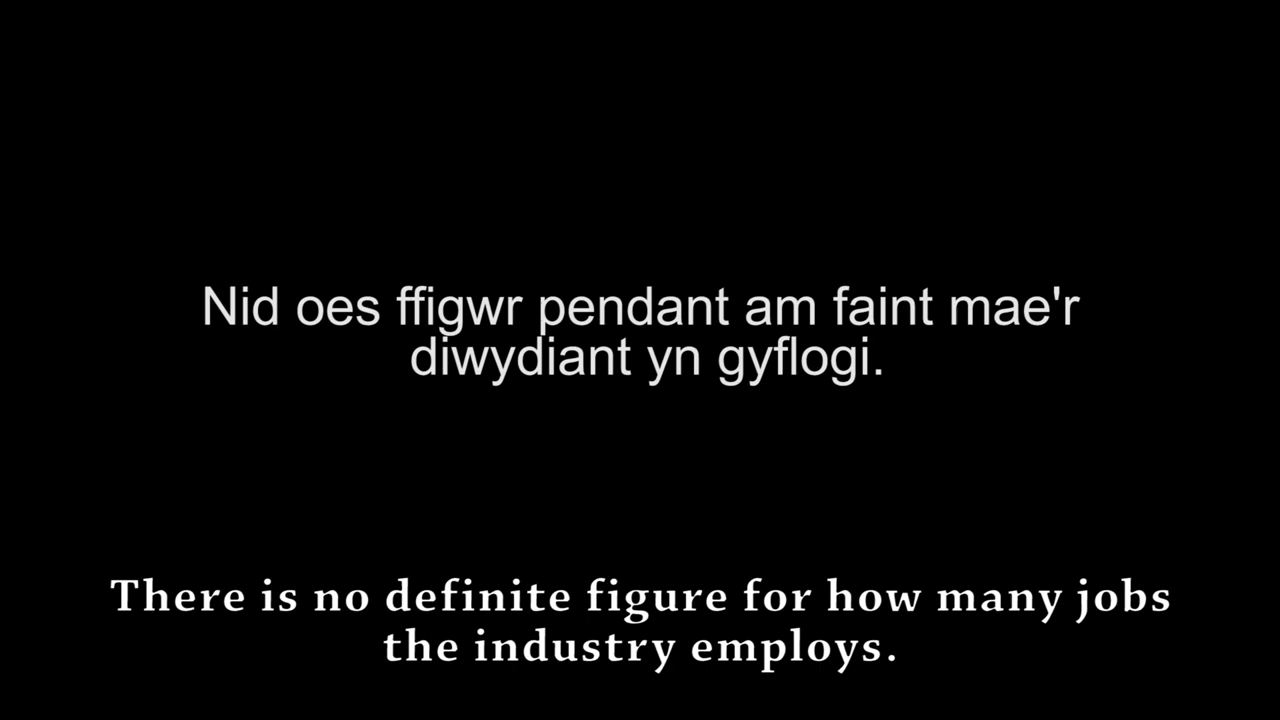 Nid oes ffigwr pendant am faint mae'r
diwydiant yn gyflogi.
There is no definite figure for how many jobs
the industry employs.